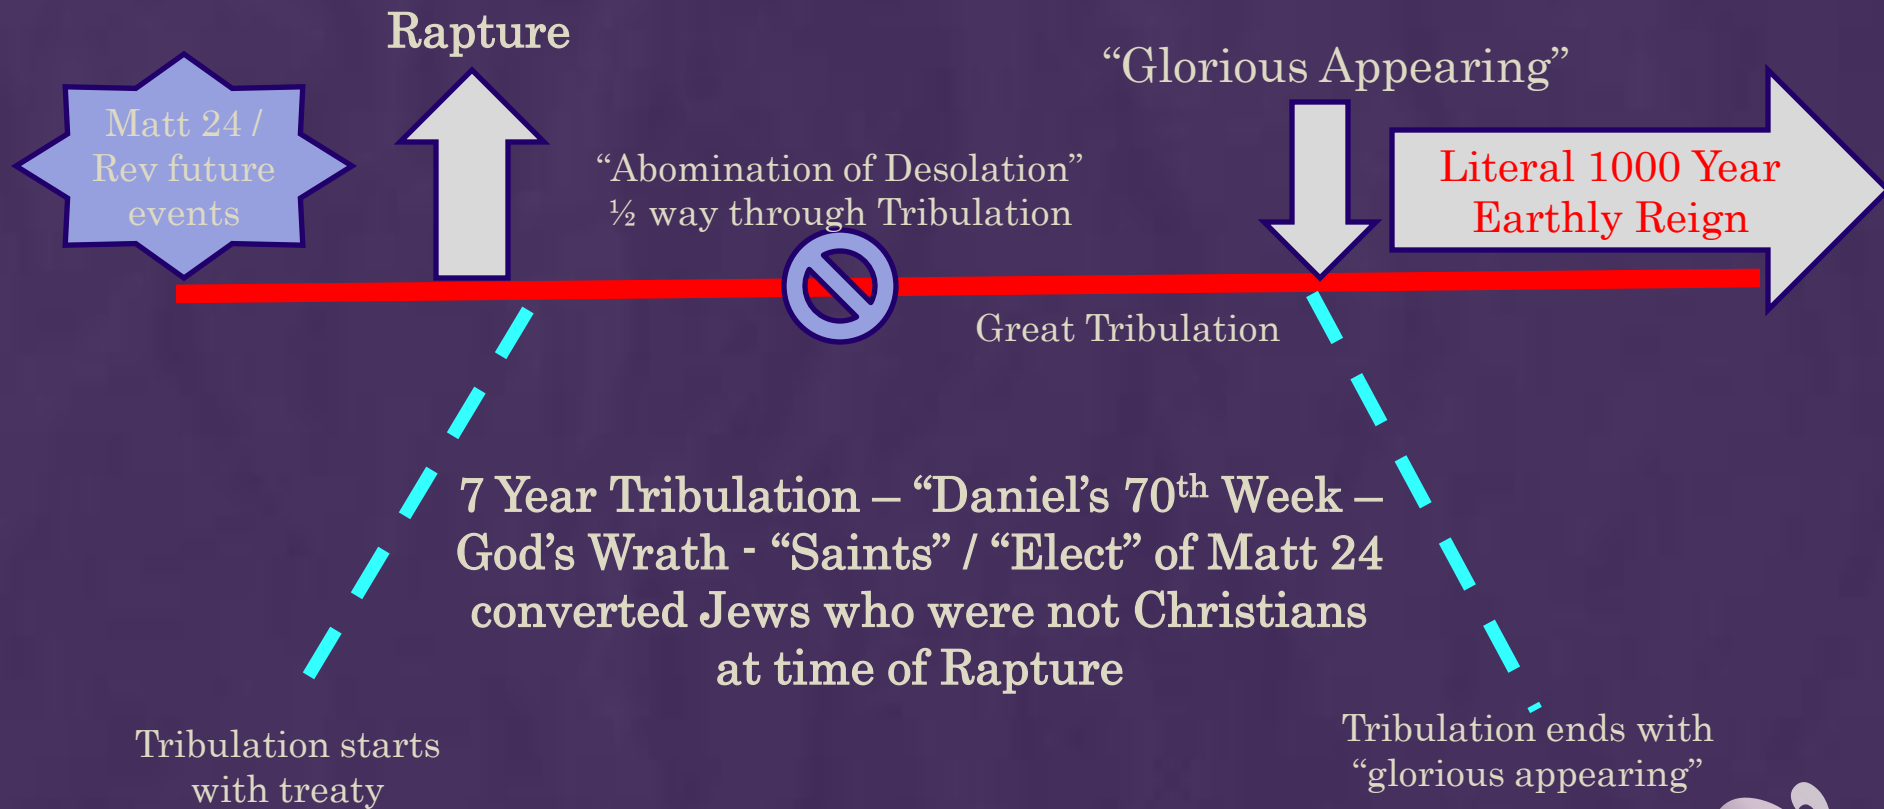 Rapture
“Glorious Appearing”
Matt 24 /
Rev future
events
“Abomination of Desolation”
½ way through Tribulation
Literal 1000 Year
Earthly Reign
Great Tribulation
7 Year Tribulation – “Daniel’s 70th Week –
God’s Wrath - “Saints” / “Elect” of Matt 24
converted Jews who were not Christians
at time of Rapture
Tribulation starts
with treaty
Tribulation ends with
“glorious appearing”